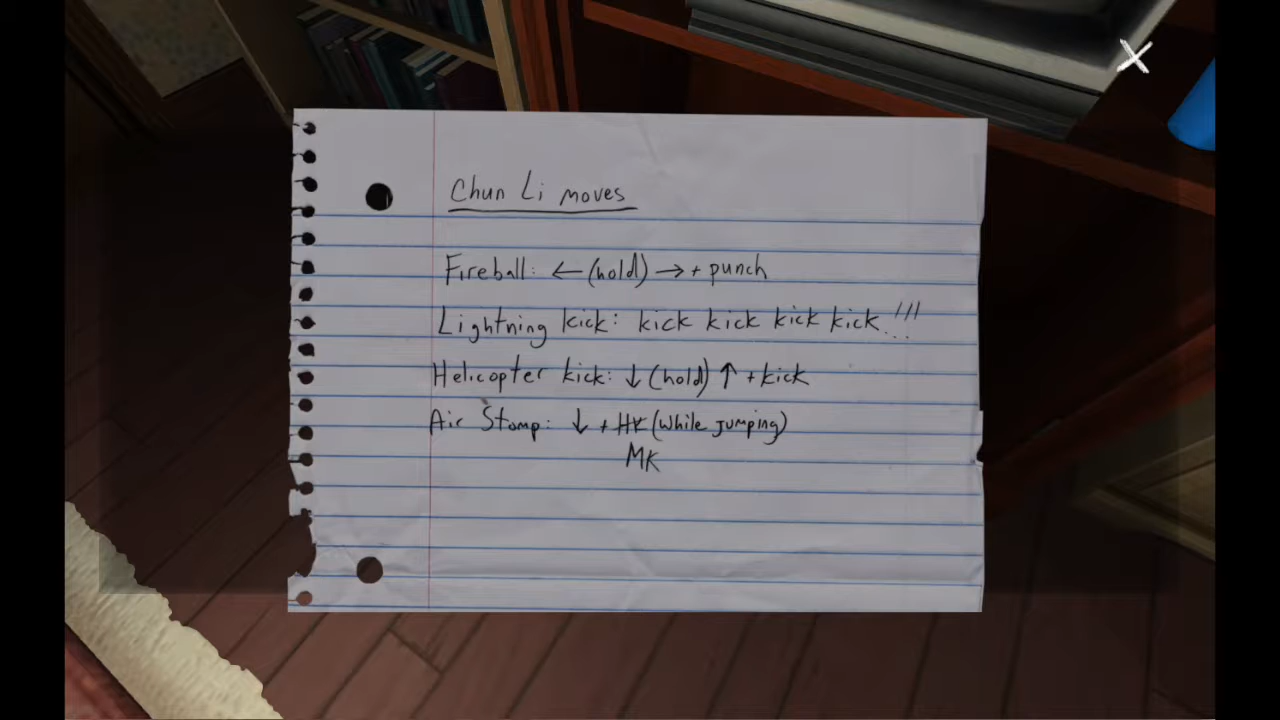 Chun Li moves
Fireball: ← (hold) → + punch
Lightning kick: kick kick kick kick...!!!
Helicopter kick: ↓ (hold) ↑ + kick
Air Stomp: ↓ + HK (while jumping)
MK